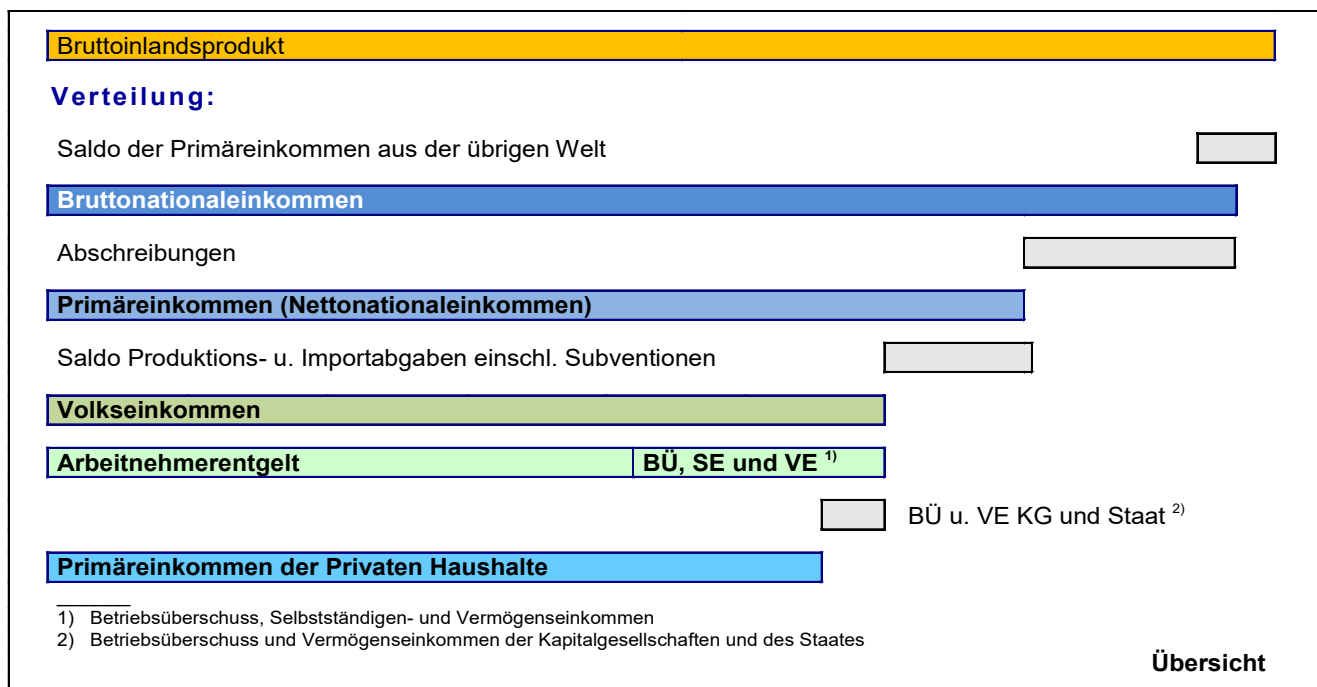 Bruttoinlandsprodukt
Verteilung:
Saldo der Primäreinkommen aus der übrigen Welt
Bruttonationaleinkommen
Abschreibungen
Primäreinkommen (Nettonationaleinkommen)
Saldo Produktions- u. Importabgaben einschl. Subventionen
Volkseinkommen
Arbeitnehmerentgelt BÜ, SE und VE 1)
BÜ u. VE KG und Staat 2)
Primäreinkommen der Privaten Haushalte
1) Betriebsüberschuss, Selbstständigen- und Vermögenseinkommen
2) Betriebsüberschuss und Vermögenseinkommen der Kapitalgesellschaften und des Staates
Übersicht